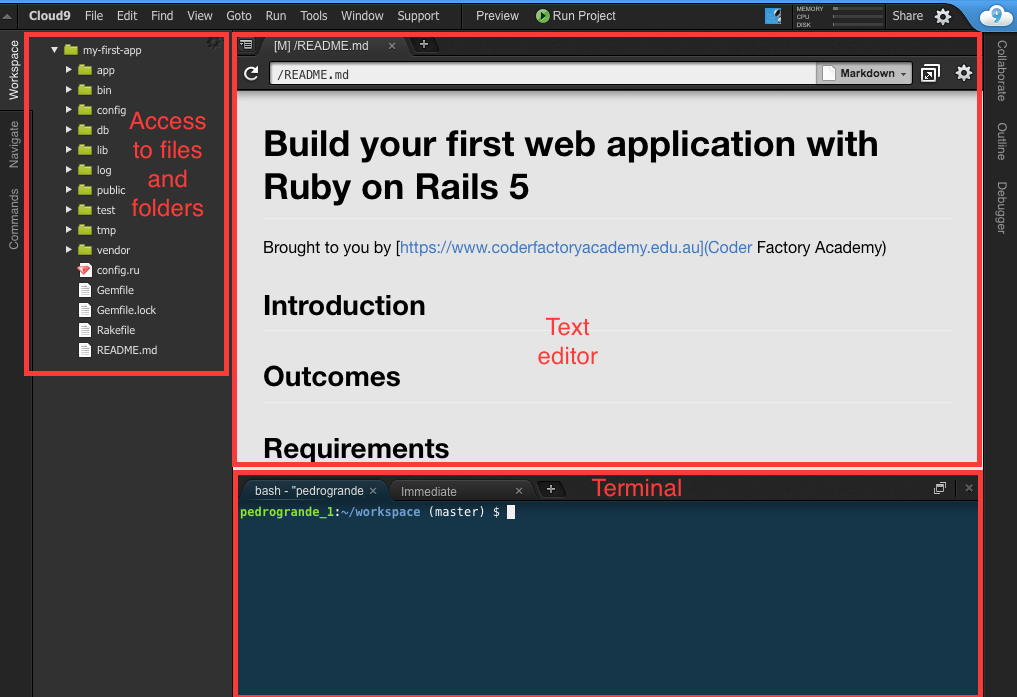 Cloud9 File Edit Find View Goto Run Tools Window Support Preview Run Project MEMORY CPU DISK Share 9
Workspace
Navigate
Commands
my-first-app
app
bin
config
db
lib
log
public
test
tmp
vendor
config.ru
Gemfile
Gemfile.lock
Rakefile
README.md
Access
to files
and
folders
[M] /README.md × +
/README.md Markdown
Build your first web application with
Ruby on Rails 5
Brought to you by [https://www.coderfactoryacademy.edu.au](Coder Factory Academy)
Introduction
Text
editor
Outcomes
Requirements
bash - "pedrogrande × Immediate × + Terminal ×
pedrogrande_1:~/workspace (master) $
Collaborate
Outline
Debugger